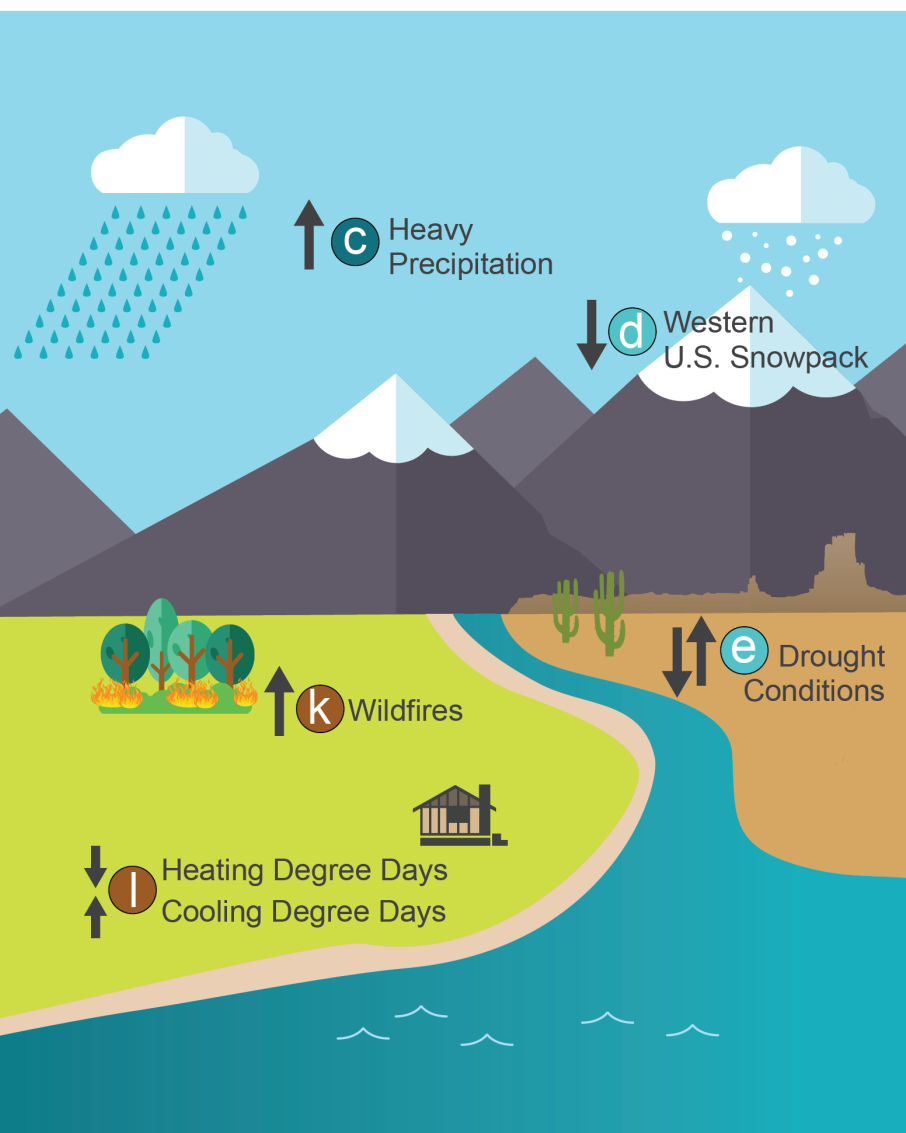 c
Heavy
Precipitation
d
Western
U.S. Snowpack
e
Drought
Conditions
k
Wildfires
l
Heating Degree Days
Cooling Degree Days